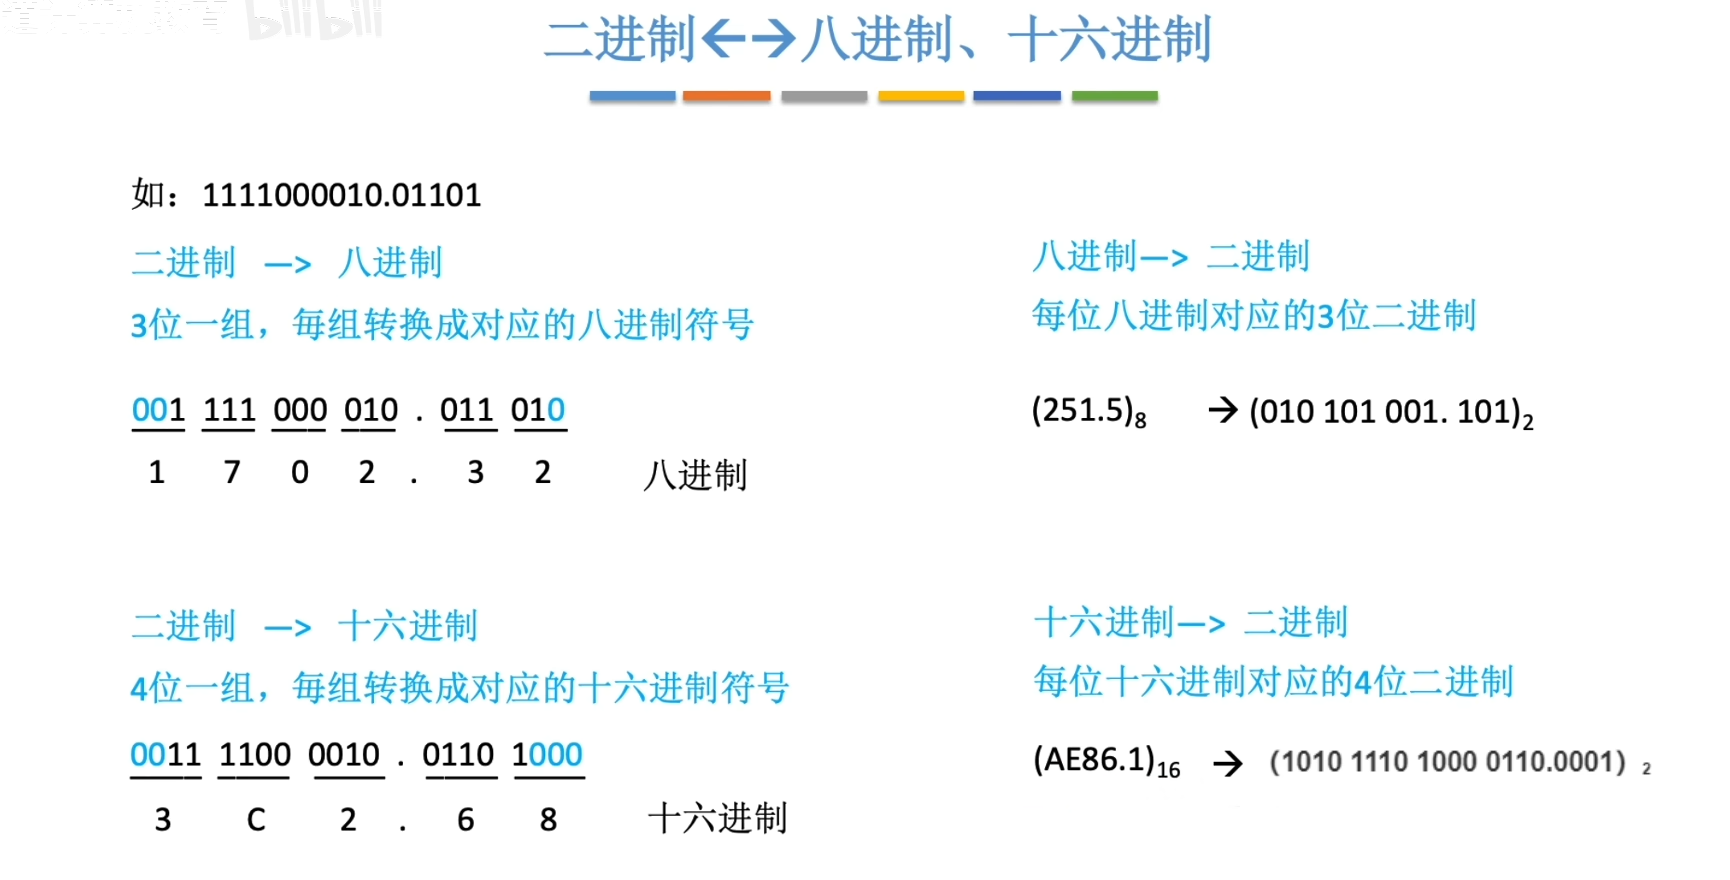 bilibili
二进制←→八进制、十六进制
如：1111000010.01101
二进制 —> 八进制
3位一组，每组转换成对应的八进制符号
001 111 000 010 . 011 010
1 7 0 2 . 3 2 八进制
二进制 —> 十六进制
4位一组，每组转换成对应的十六进制符号
0011 1100 0010 . 0110 1000
3 C 2 . 6 8 十六进制
八进制—> 二进制
每位八进制对应的3位二进制
(251.5)8 → (010 101 001. 101)2
十六进制—> 二进制
每位十六进制对应的4位二进制
(AE86.1)16 → (1010 1110 1000 0110.0001) 2